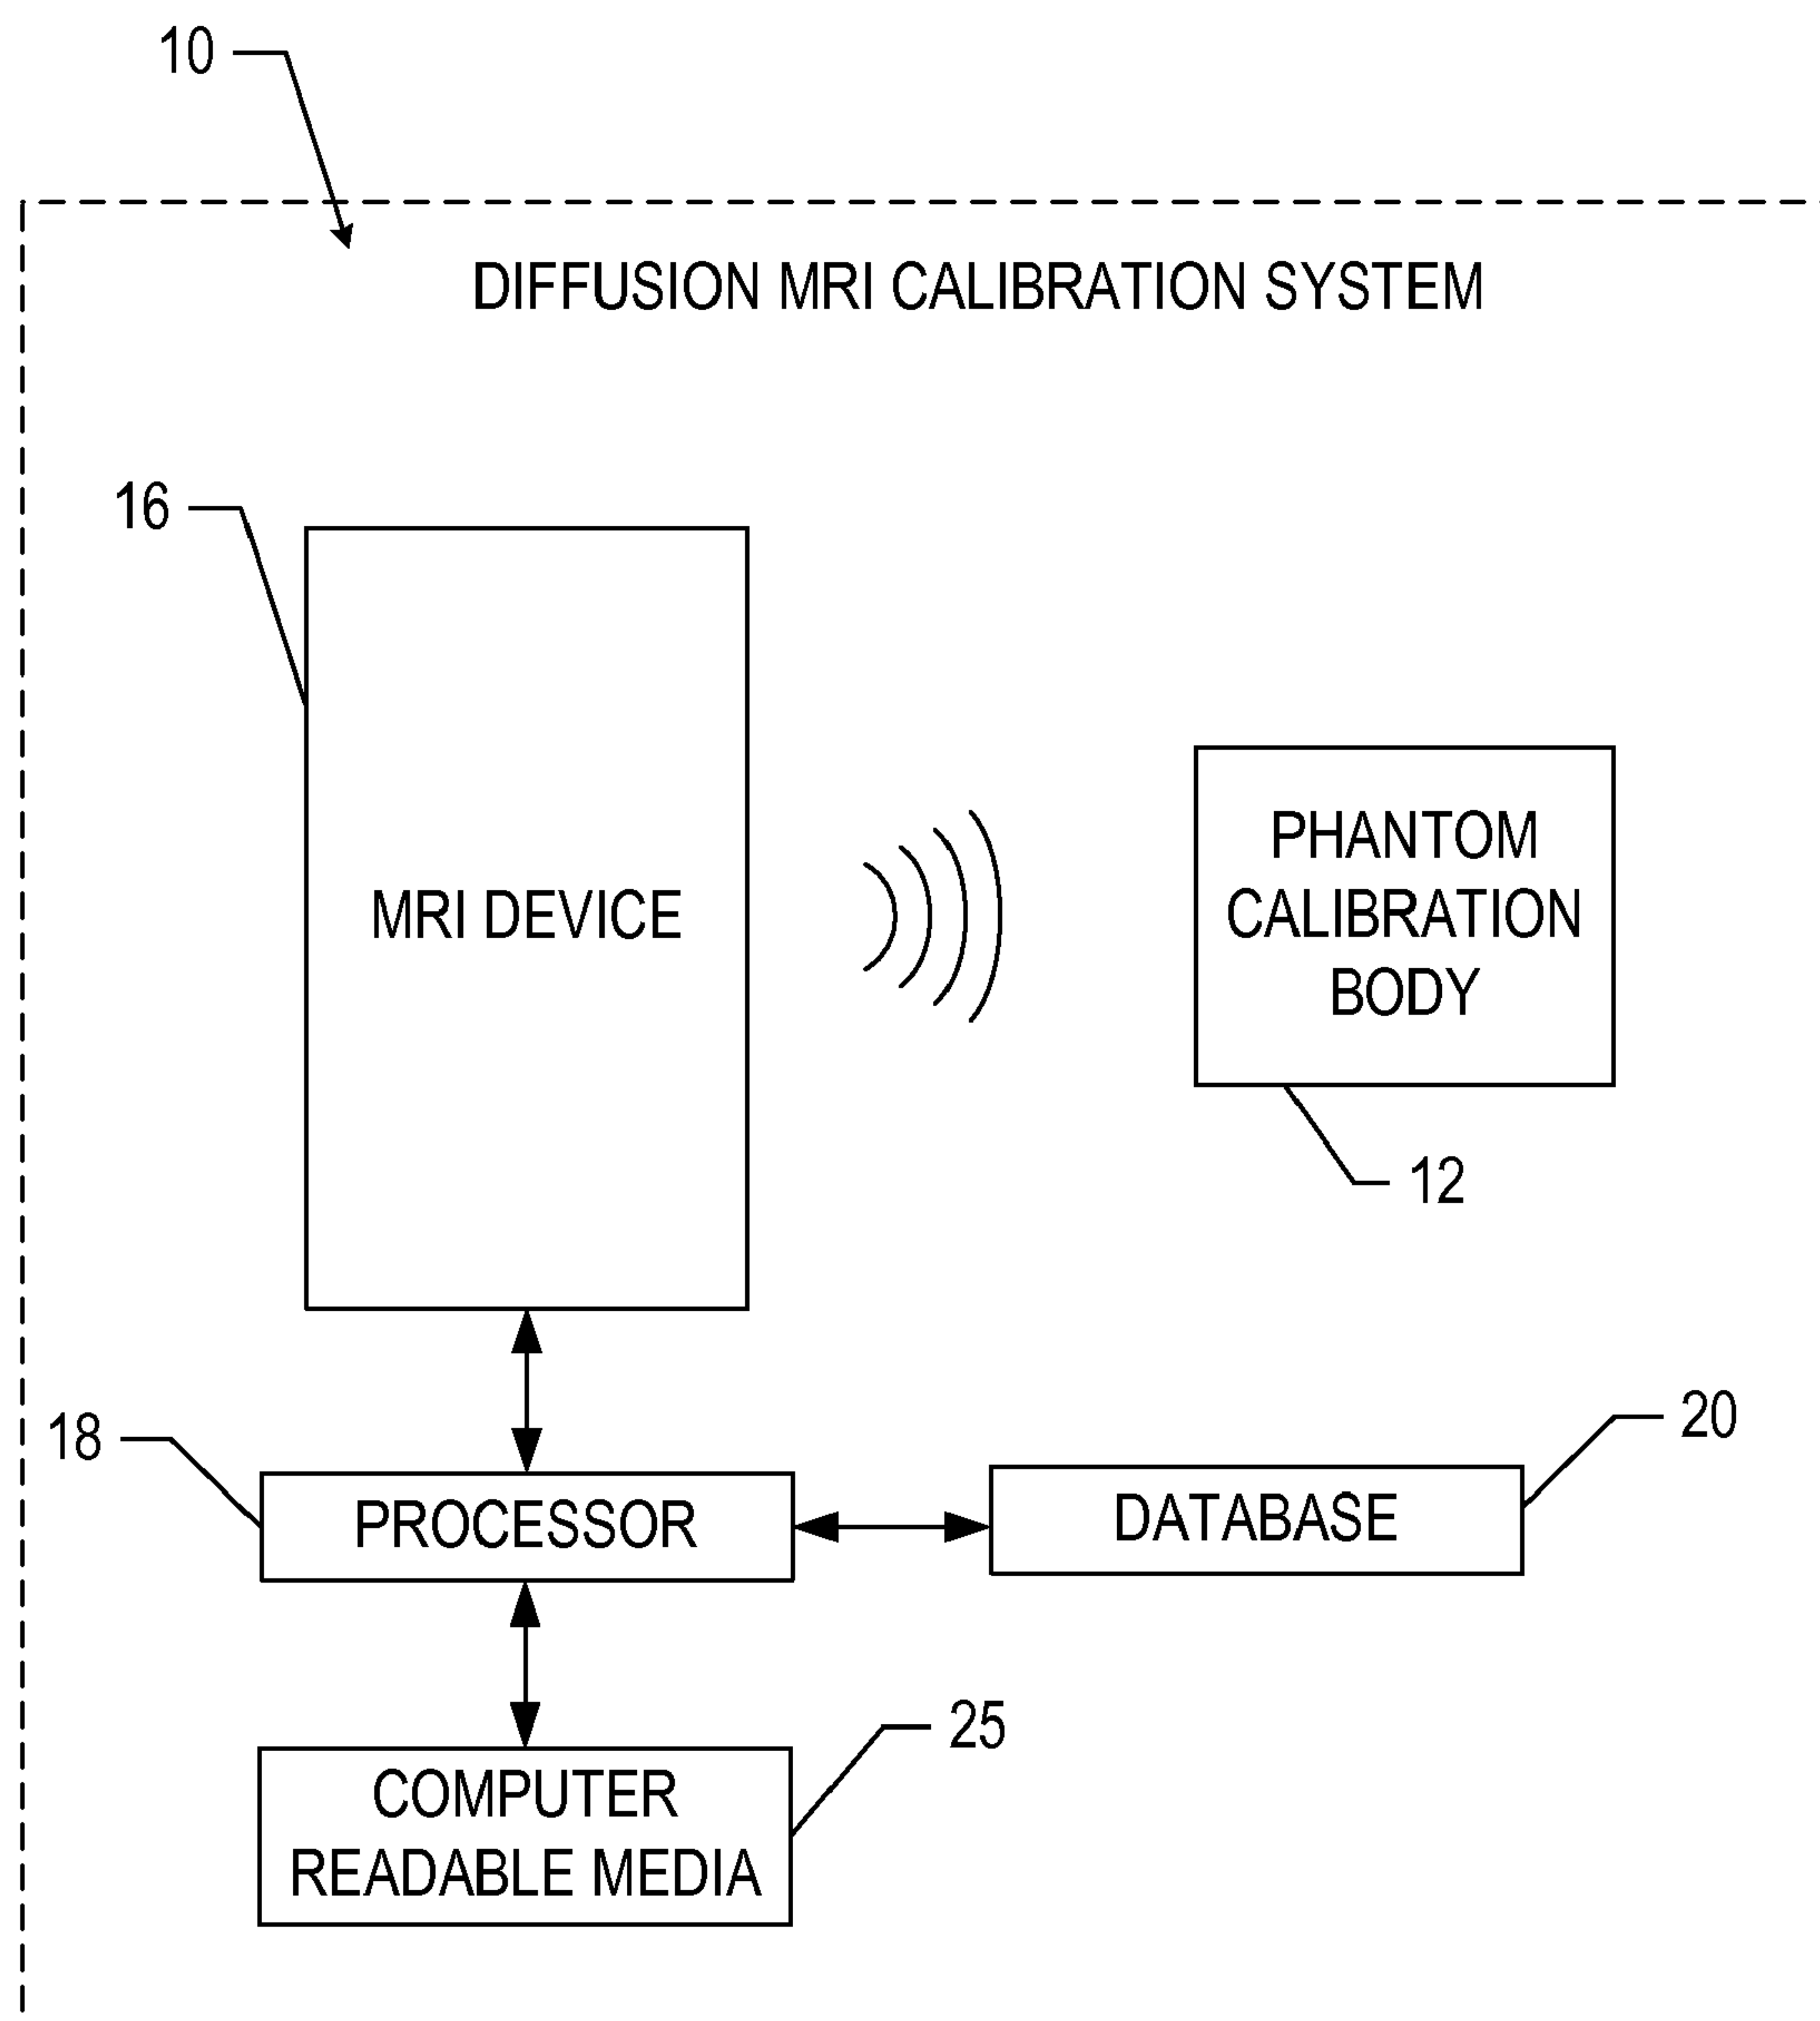 10
DIFFUSION MRI CALIBRATION SYSTEM
16
MRI DEVICE
PHANTOM
CALIBRATION
BODY
12
18
PROCESSOR
DATABASE
20
25
COMPUTER
READABLE MEDIA